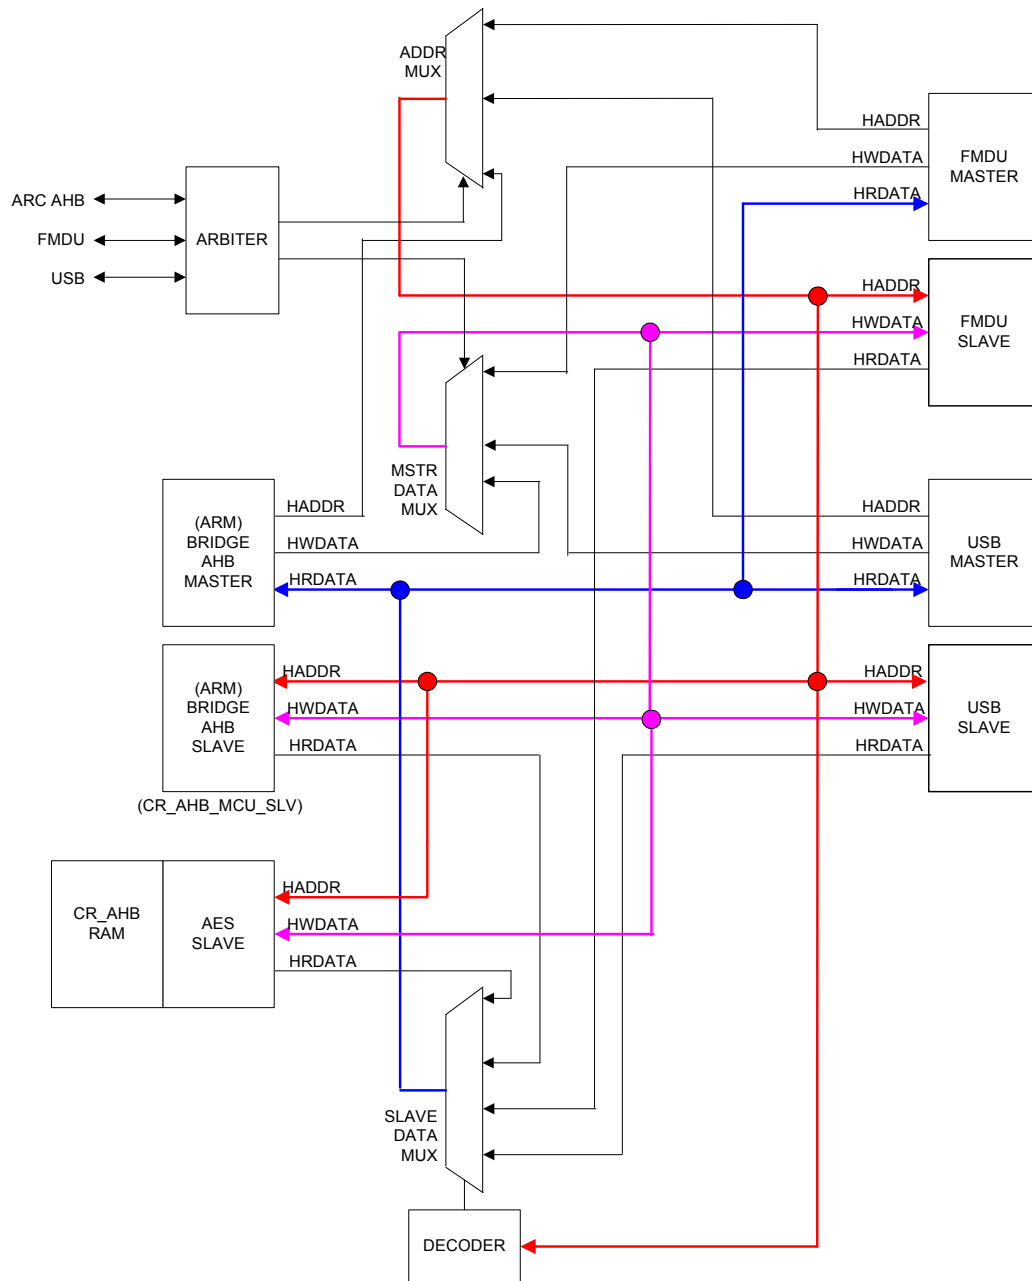 ADDR
MUX
HADDR
HWDATA
HRDATA
FMDU
MASTER
ARC AHB
FMDU
USB
ARBITER
HADDR
HWDATA
HRDATA
FMDU
SLAVE
MSTR
DATA
MUX
(ARM)
BRIDGE
AHB
MASTER
HADDR
HWDATA
HRDATA
HADDR
HWDATA
HRDATA
USB
MASTER
(ARM)
BRIDGE
AHB
SLAVE
HADDR
HWDATA
HRDATA
(CR_AHB_MCU_SLV)
HADDR
HWDATA
HRDATA
USB
SLAVE
CR_AHB
RAM
AES
SLAVE
HADDR
HWDATA
HRDATA
SLAVE
DATA
MUX
DECODER